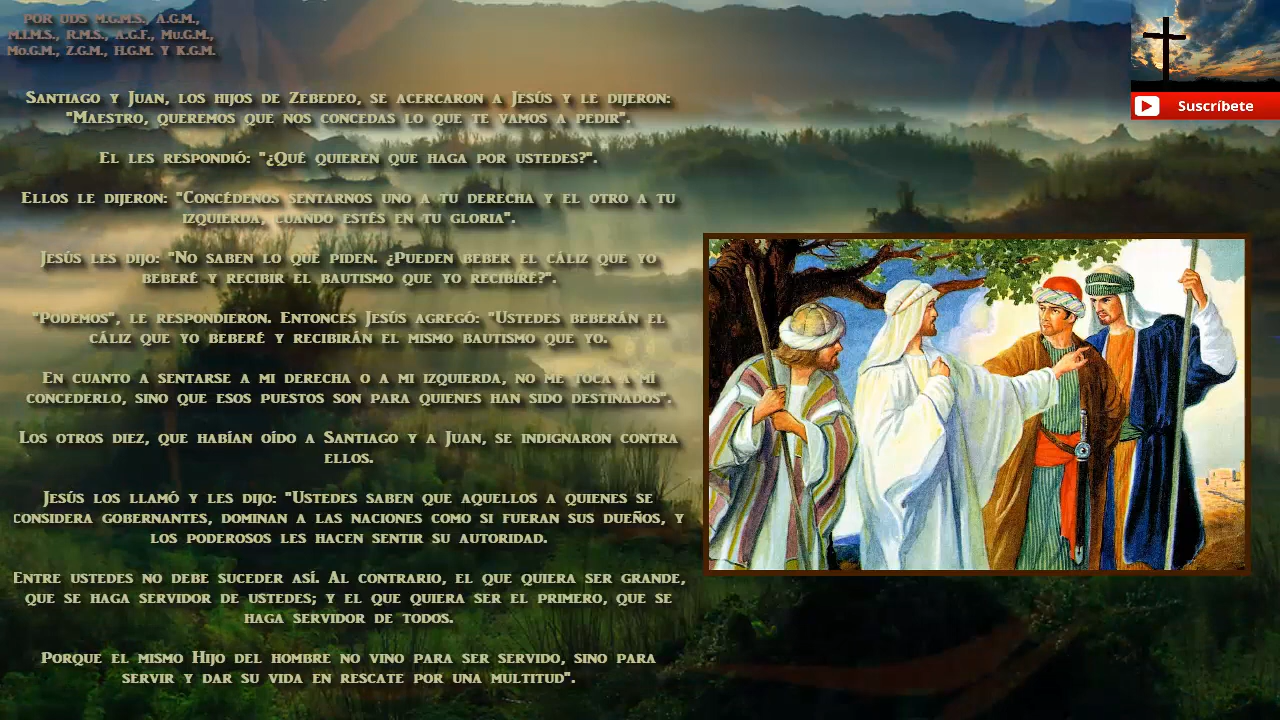 POR UDS M.G.M.S., A.G.M.,
M.I.M.S., R.M.S., A.G.F., Mu.G.M.,
Mo.G.M., Z.G.M., H.G.M. Y K.G.M.
Suscríbete
Santiago y Juan, los hijos de Zebedeo, se acercaron a Jesús y le dijeron:
"Maestro, queremos que nos concedas lo que te vamos a pedir".
El les respondió: "¿Qué quieren que haga por ustedes?".
Ellos le dijeron: "Concédenos sentarnos uno a tu derecha y el otro a tu
izquierda, cuando estés en tu gloria".
Jesús les dijo: "No saben lo que piden. ¿Pueden beber el cáliz que yo
beberé y recibir el bautismo que yo recibiré?".
"Podemos", le respondieron. Entonces Jesús agregó: "Ustedes beberán el
cáliz que yo beberé y recibirán el mismo bautismo que yo.
En cuanto a sentarse a mi derecha o a mi izquierda, no me toca a mí
concederlo, sino que esos puestos son para quienes han sido destinados".
Los otros diez, que habían oído a Santiago y a Juan, se indignaron contra
ellos.
Jesús los llamó y les dijo: "Ustedes saben que aquellos a quienes se
considera gobernantes, dominan a las naciones como si fueran sus dueños, y
los poderosos les hacen sentir su autoridad.
Entre ustedes no debe suceder así. Al contrario, el que quiera ser grande,
que se haga servidor de ustedes; y el que quiera ser el primero, que se
haga servidor de todos.
Porque el mismo Hijo del hombre no vino para ser servido, sino para
servir y dar su vida en rescate por una multitud".